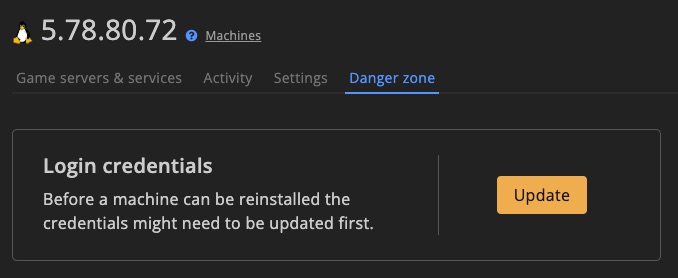 5.78.80.72 ? Machines
Game servers & services Activity Settings Danger zone
Login credentials
Before a machine can be reinstalled the
credentials might need to be updated first.
Update